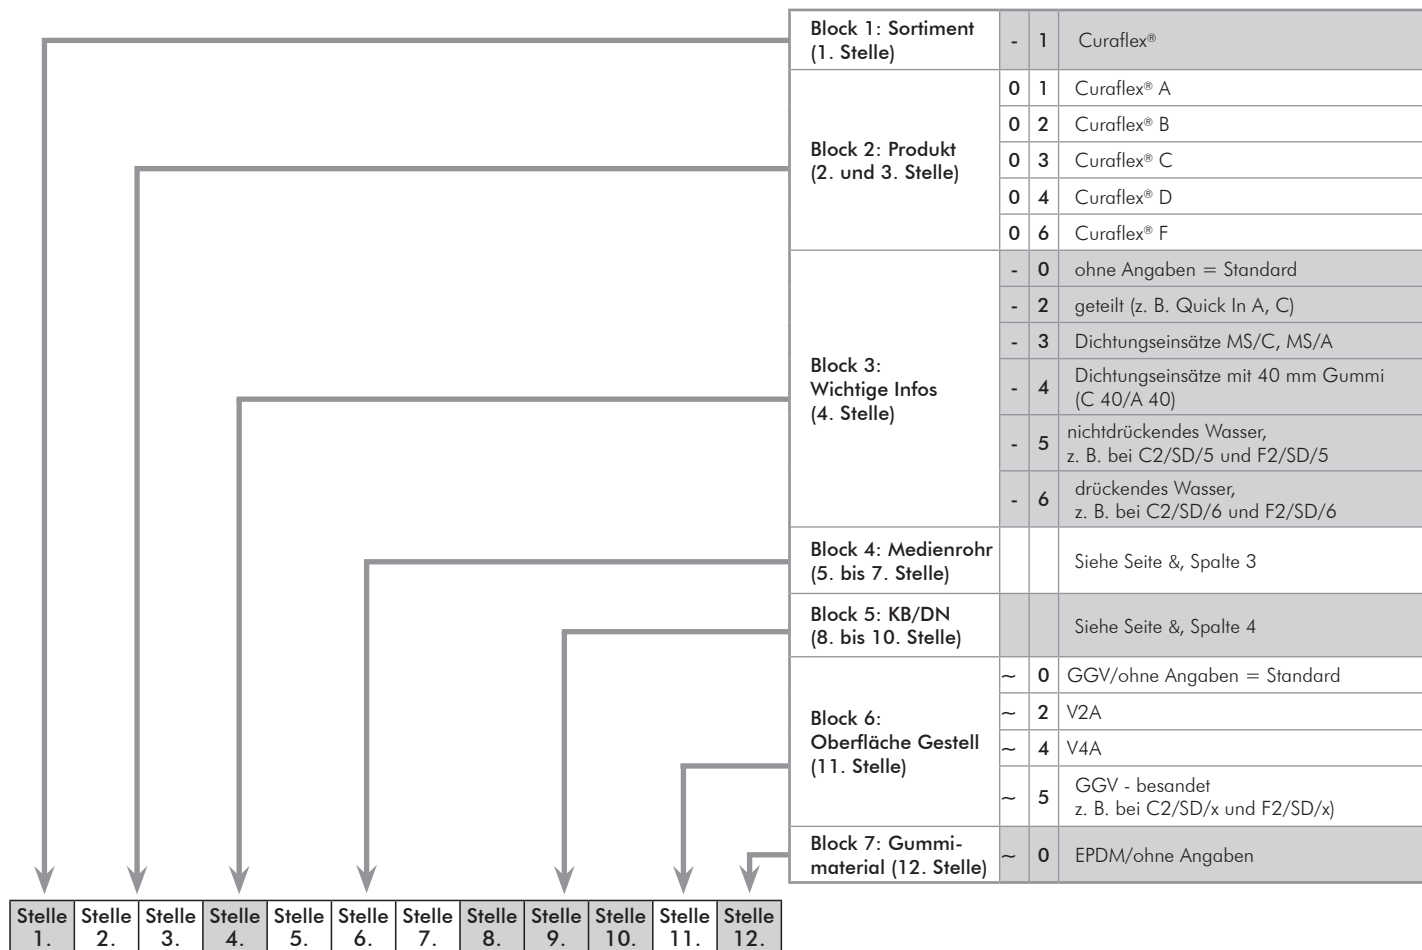 Block 1: Sortiment
(1. Stelle)
- 1 Curaflex®
Block 2: Produkt
(2. und 3. Stelle)
0 1 Curaflex® A
0 2 Curaflex® B
0 3 Curaflex® C
0 4 Curaflex® D
0 6 Curaflex® F
Block 3:
Wichtige Infos
(4. Stelle)
- 0 ohne Angaben = Standard
- 2 geteilt (z. B. Quick In A, C)
- 3 Dichtungseinsätze MS/C, MS/A
- 4 Dichtungseinsätze mit 40 mm Gummi
(C 40/A 40)
- 5 nichtdrückendes Wasser,
z. B. bei C2/SD/5 und F2/SD/5
- 6 drückendes Wasser,
z. B. bei C2/SD/6 und F2/SD/6
Block 4: Medienrohr
(5. bis 7. Stelle)
Siehe Seite &, Spalte 3
Block 5: KB/DN
(8. bis 10. Stelle)
Siehe Seite &, Spalte 4
Block 6:
Oberfläche Gestell
(11. Stelle)
~ 0 GGV/ohne Angaben = Standard
~ 2 V2A
~ 4 V4A
~ 5 GGV - besandet
z. B. bei C2/SD/x und F2/SD/x)
Block 7: Gummi-
material (12. Stelle)
~ 0 EPDM/ohne Angaben
Stelle Stelle Stelle Stelle Stelle Stelle Stelle Stelle Stelle Stelle Stelle Stelle
1. 2. 3. 4. 5. 6. 7. 8. 9. 10. 11. 12.